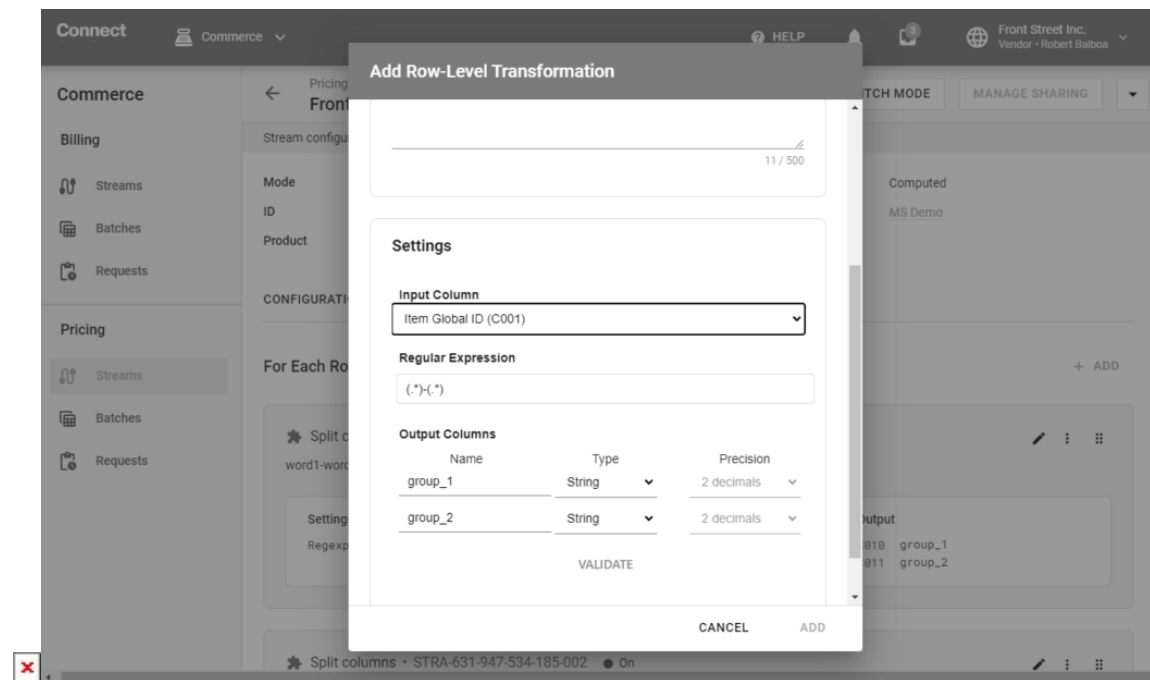 Connect
Commerce
HELP
3
Front Street Inc.
Vendor • Robert Balboa
Commerce
Billing
Streams
Batches
Requests
Pricing
Streams
Batches
Requests
Pricing
Front
TCH MODE
MANAGE SHARING
Stream configu
Mode
ID
Product
Computed
MS Demo
CONFIGURATI
For Each Ro
+ ADD
Split c
word1-word
Setting
Regexp
Output
C010 group_1
C011 group_2
Split columns • STRA-631-947-534-185-002 ● On
Add Row-Level Transformation
11 / 500
Settings
Input Column
Item Global ID (C001)
Regular Expression
(.*)-(.*)
Output Columns
Name Type Precision
group_1 String 2 decimals
group_2 String 2 decimals
VALIDATE
CANCEL ADD